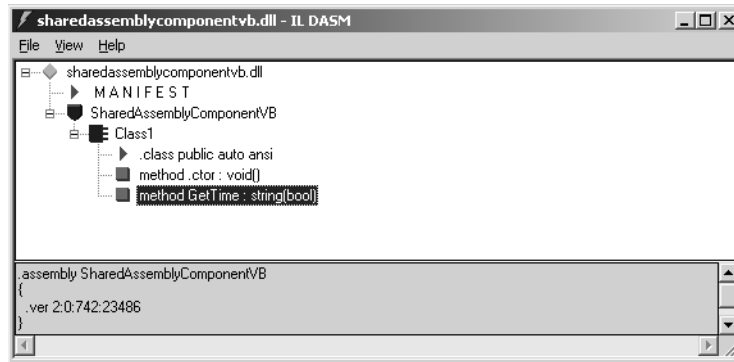 sharedassemblycomponentvb.dll - IL DASM
File View Help
sharedassemblycomponentvb.dll
M A N I F E S T
SharedAssemblyComponentVB
Class1
.class public auto ansi
method .ctor : void()
method GetTime : string(bool)
.assembly SharedAssemblyComponentVB
{
.ver 2:0:742:23486
}